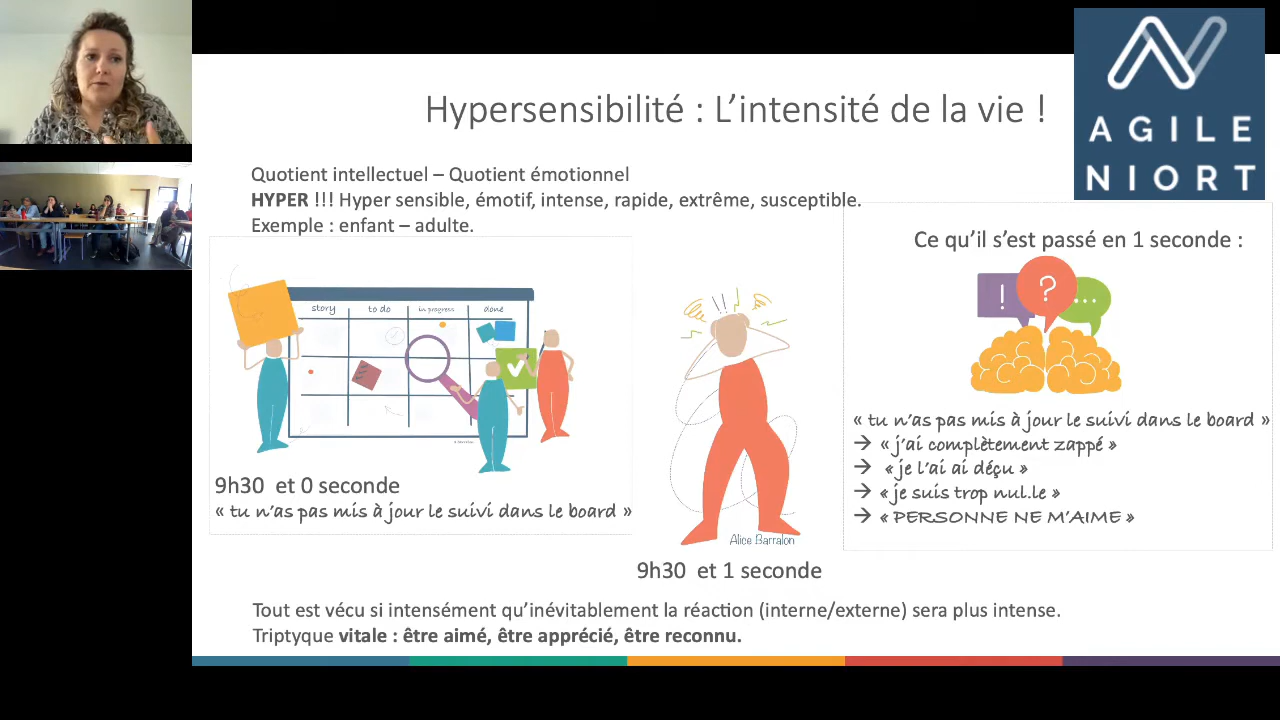 Hypersensibilité : L’intensité de la vie !
AGILE
NIORT
Quotient intellectuel – Quotient émotionnel
HYPER !!! Hyper sensible, émotif, intense, rapide, extrême, susceptible.
Exemple : enfant – adulte.
story to do in progress done
9h30 et 0 seconde
« tu n’as pas mis à jour le suivi dans le board »
!!
Alice Barralon
9h30 et 1 seconde
Ce qu’il s’est passé en 1 seconde :
! ? ...
« tu n’as pas mis à jour le suivi dans le board »
→ « j’ai complètement zappé »
→ « je l’ai ai déçu »
→ « je suis trop nul.le »
→ « PERSONNE NE M’AIME »
Tout est vécu si intensément qu’inévitablement la réaction (interne/externe) sera plus intense.
Triptyque vitale : être aimé, être apprécié, être reconnu.